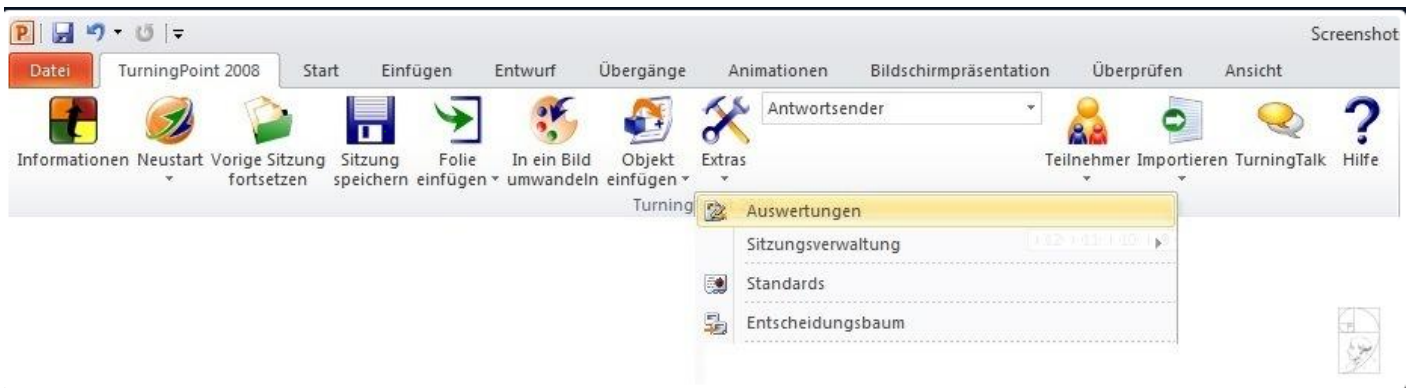 Screenshot
Datei TurningPoint 2008 Start Einfügen Entwurf Übergänge Animationen Bildschirmpräsentation Überprüfen Ansicht
Antwortsender
Informationen Neustart Vorige Sitzung Sitzung Folie In ein Bild Objekt Extras Teilnehmer Importieren TurningTalk Hilfe
fortsetzen speichern einfügen umwandeln einfügen
Turning
Auswertungen
Sitzungsverwaltung
Standards
Entscheidungsbaum